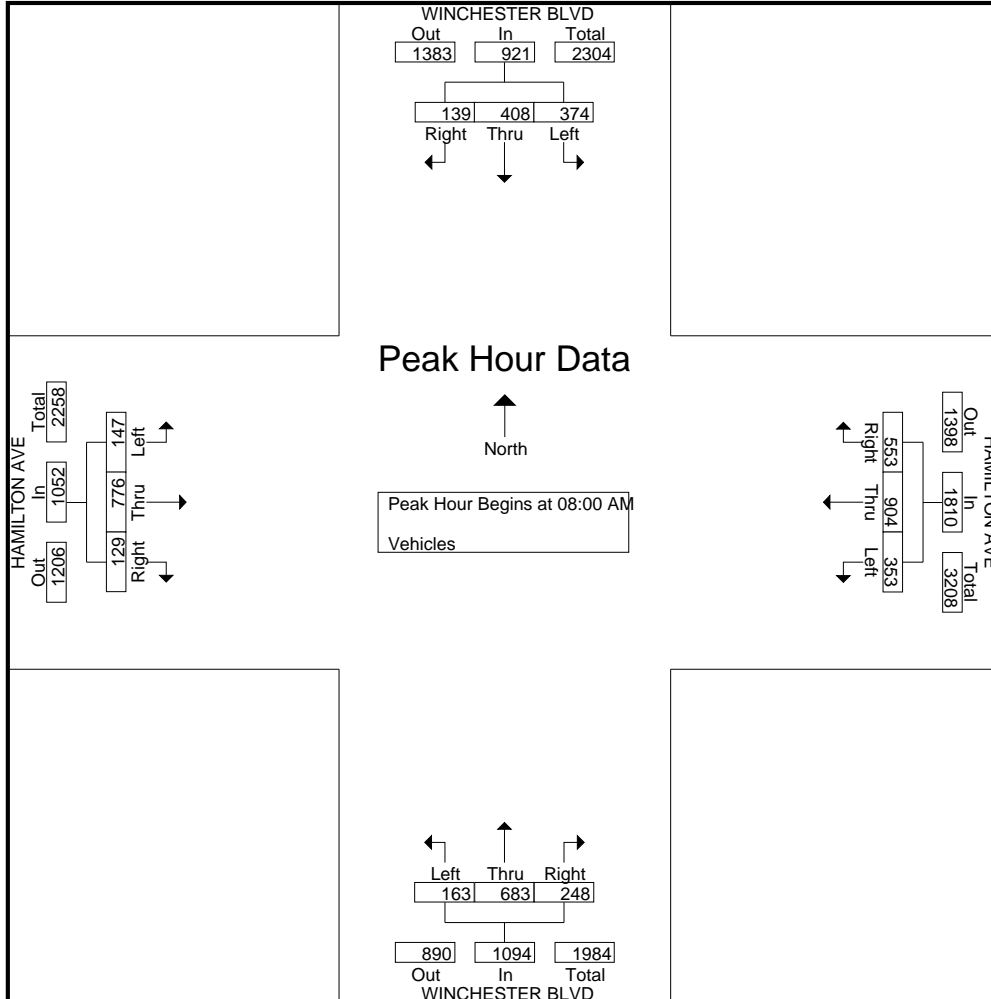 WINCHESTER BLVD
Out In Total
1383 921 2304
139 408 374
Right Thru Left
Peak Hour Data
North
Peak Hour Begins at 08:00 AM
Vehicles
HAMILTON AVE
Out In Total
1206 1052 2258
129 776 147
Right Thru Left
HAMILTON AVE
Out In Total
1398 1810 3208
553 904 353
Right Thru Left
Left Thru Right
163 683 248
890 1094 1984
Out In Total
WINCHESTER BLVD